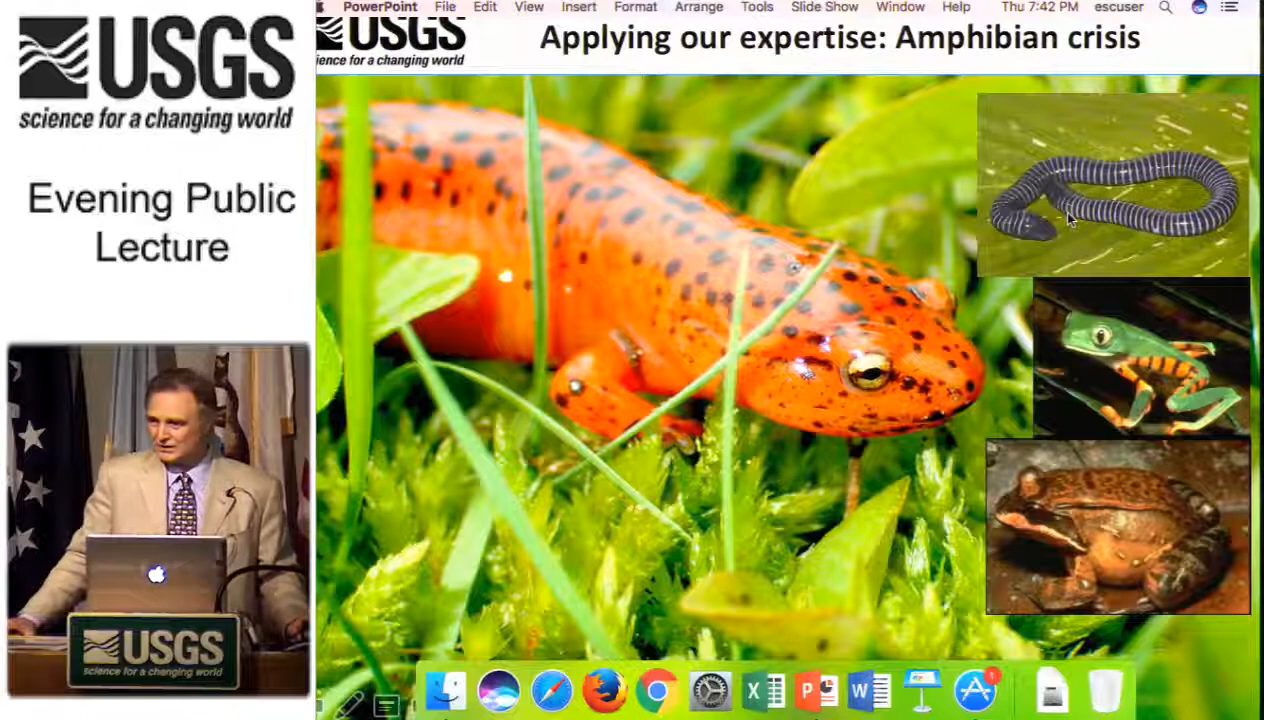 USGS
science for a changing world
Evening Public
Lecture
USGS
science for a changing world
PowerPoint File Edit View Insert Format Arrange Tools Slide Show Window Help Thu 7:42 PM escuser
USGS
ience for a changing world
Applying our expertise: Amphibian crisis
X P W
1